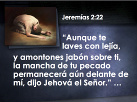 Jeremías 2:22
“Aunque te
laves con lejía,
y amontones jabón sobre ti,
la mancha de tu pecado
permanecerá aún delante de
mí, dijo Jehová el Señor.” ...